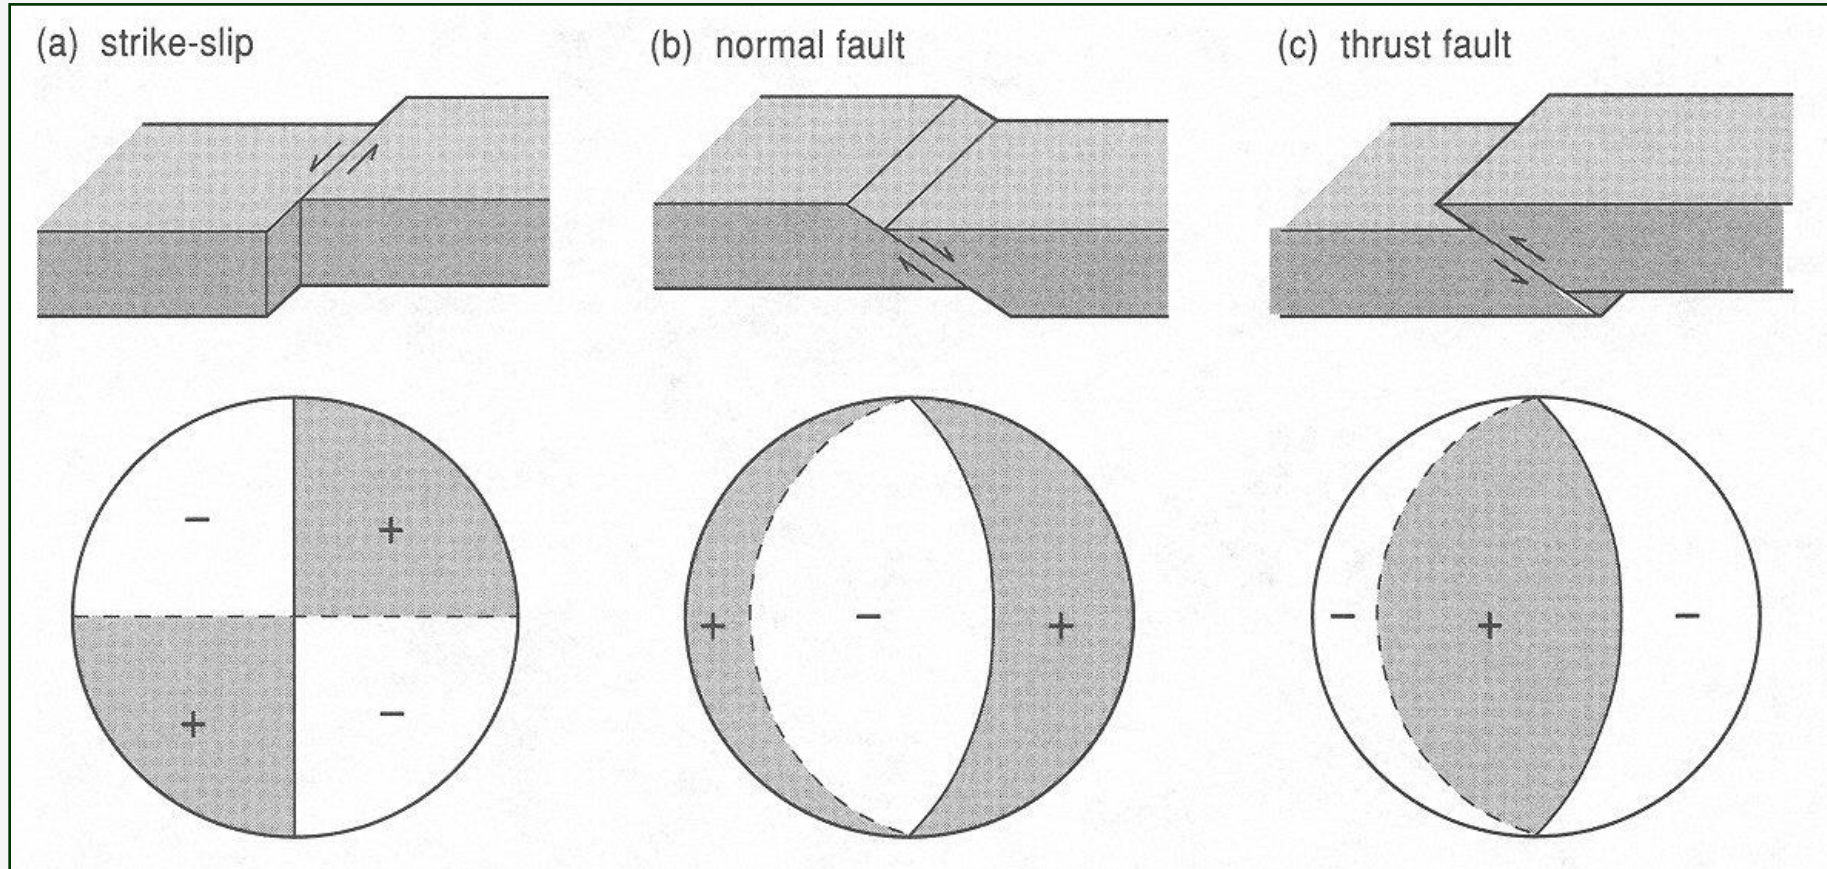 (a) strike-slip
(b) normal fault
(c) thrust fault
− +
+ −
+ − +
− + −